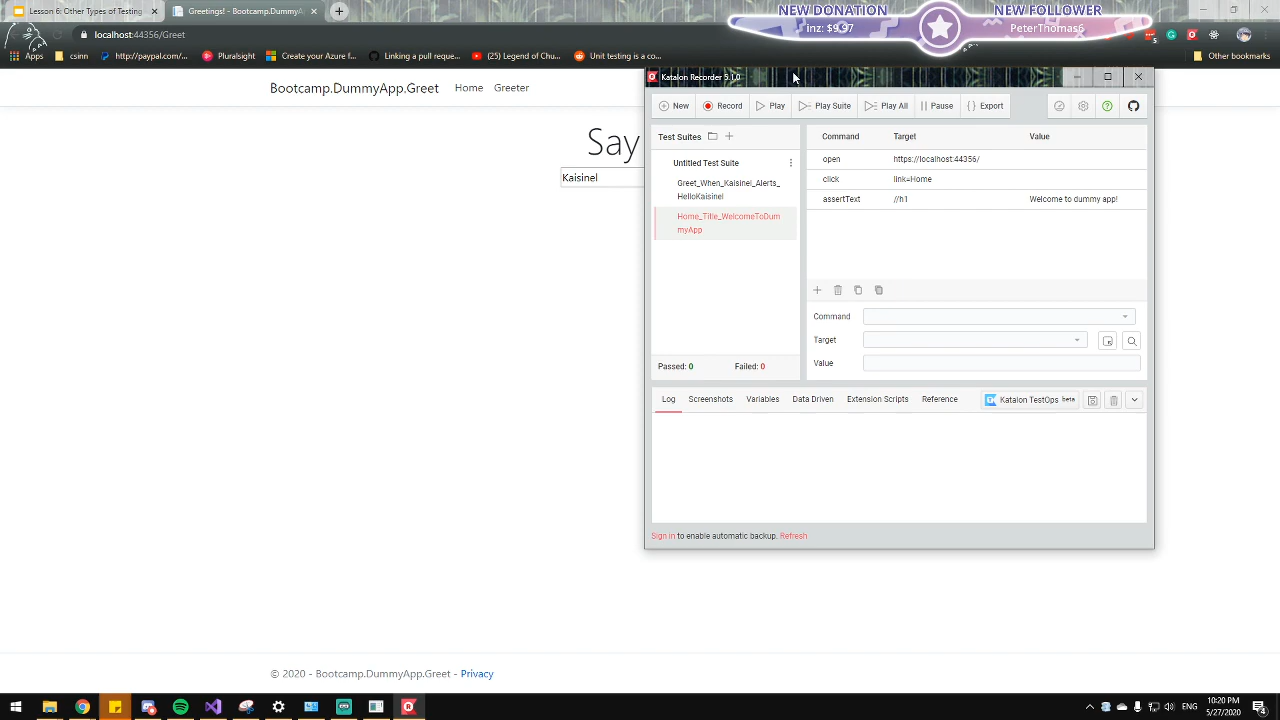 Lesson 6: Other Types of Testing
Greetings! - Bootcamp.DummyAp
NEW DONATION
inz: $9.97
NEW FOLLOWER
PeterThomas6
localhost:44356/Greet
Apps
csinn
http://paypal.com/...
Pluralsight
Create your Azure f...
Linking a pull reque...
(25) Legend of Chu...
Unit testing is a co...
Other bookmarks
Bootcamp.DummyApp.Greet
Home
Greeter
Say
Kaisinel
Katalon Recorder 5.1.0
New
Record
Play
Play Suite
Play All
Pause
Export
Test Suites
Untitled Test Suite
Greet_When_Kaisinel_Alerts_
HelloKaisinel
Home_Title_WelcomeToDum
myApp
Passed: 0
Failed: 0
Command
Target
Value
open
https://localhost:44356/
click
link=Home
assertText
//h1
Welcome to dummy app!
Command
Target
Value
Log
Screenshots
Variables
Data Driven
Extension Scripts
Reference
Katalon TestOps beta
Sign in to enable automatic backup. Refresh
© 2020 - Bootcamp.DummyApp.Greet - Privacy
ENG
10:20 PM
5/27/2020
4